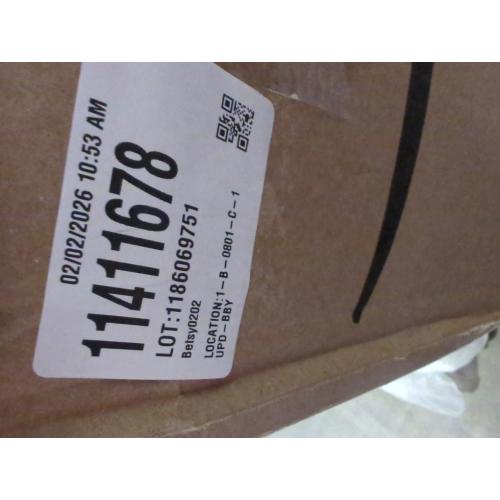 02/02/2026 10:53 AM
11411678
LOT:1186069751
Betsy0202
LOCATION:1-B-0801-C-1
UPD-BBY